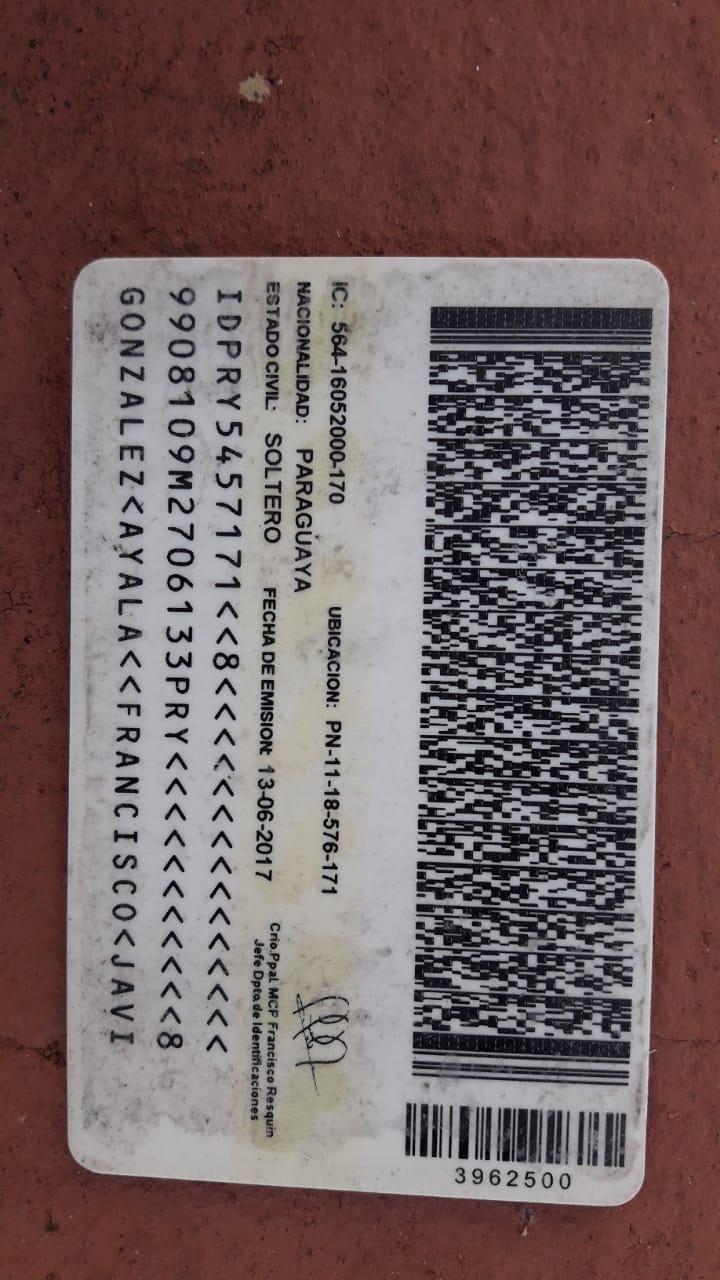 3962500
IC: 564-16052000-170 UBICACION: PN-11-18-576-171
NACIONALIDAD: PARAGUAYA
ESTADO CIVIL: SOLTERO FECHA DE EMISION: 13-06-2017
Crio.Ppal. MCP Francisco Resquin
Jefe Dpto.de Identificaciones
IDPRY5457171<<8<<<<<<<<<<<<<<<
9908109M2706133PRY<<<<<<<<<<<8
GONZALEZ<AYALA<<FRANCISCO<JAVI